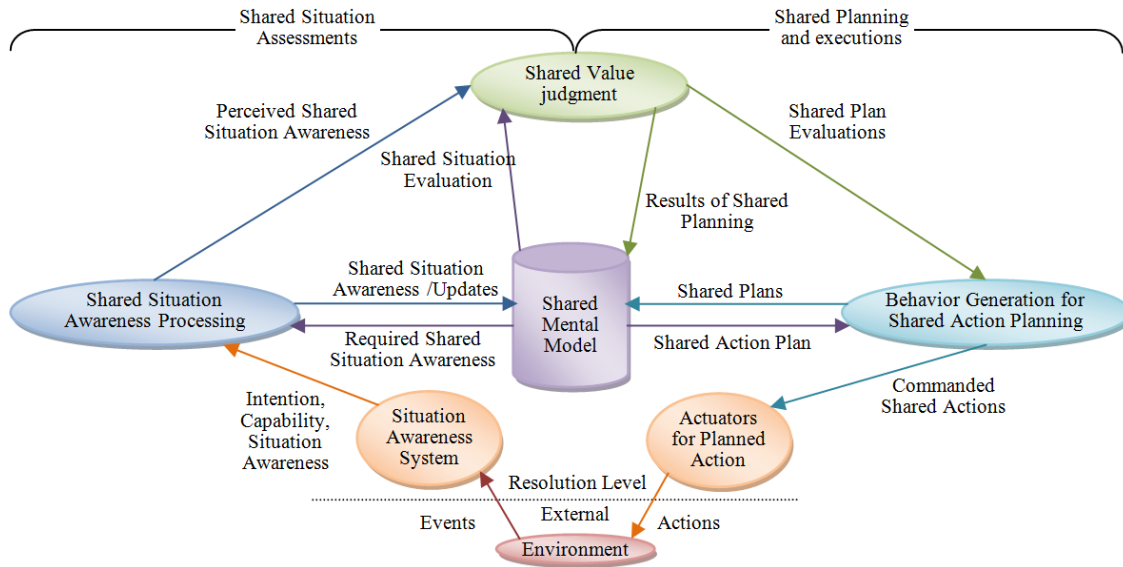 Shared Situation
Assessments
Shared Planning
and executions
Shared Value
judgment
Perceived Shared
Situation Awareness
Shared Plan
Evaluations
Shared Situation
Evaluation
Results of Shared
Planning
Shared Situation
Awareness Processing
Shared Situation
Awareness /Updates
Required Shared
Situation Awareness
Shared
Mental
Model
Shared Plans
Shared Action Plan
Behavior Generation for
Shared Action Planning
Intention,
Capability,
Situation
Awareness
Situation
Awareness
System
Actuators
for Planned
Action
Commanded
Shared Actions
Resolution Level
External
Events
Actions
Environment